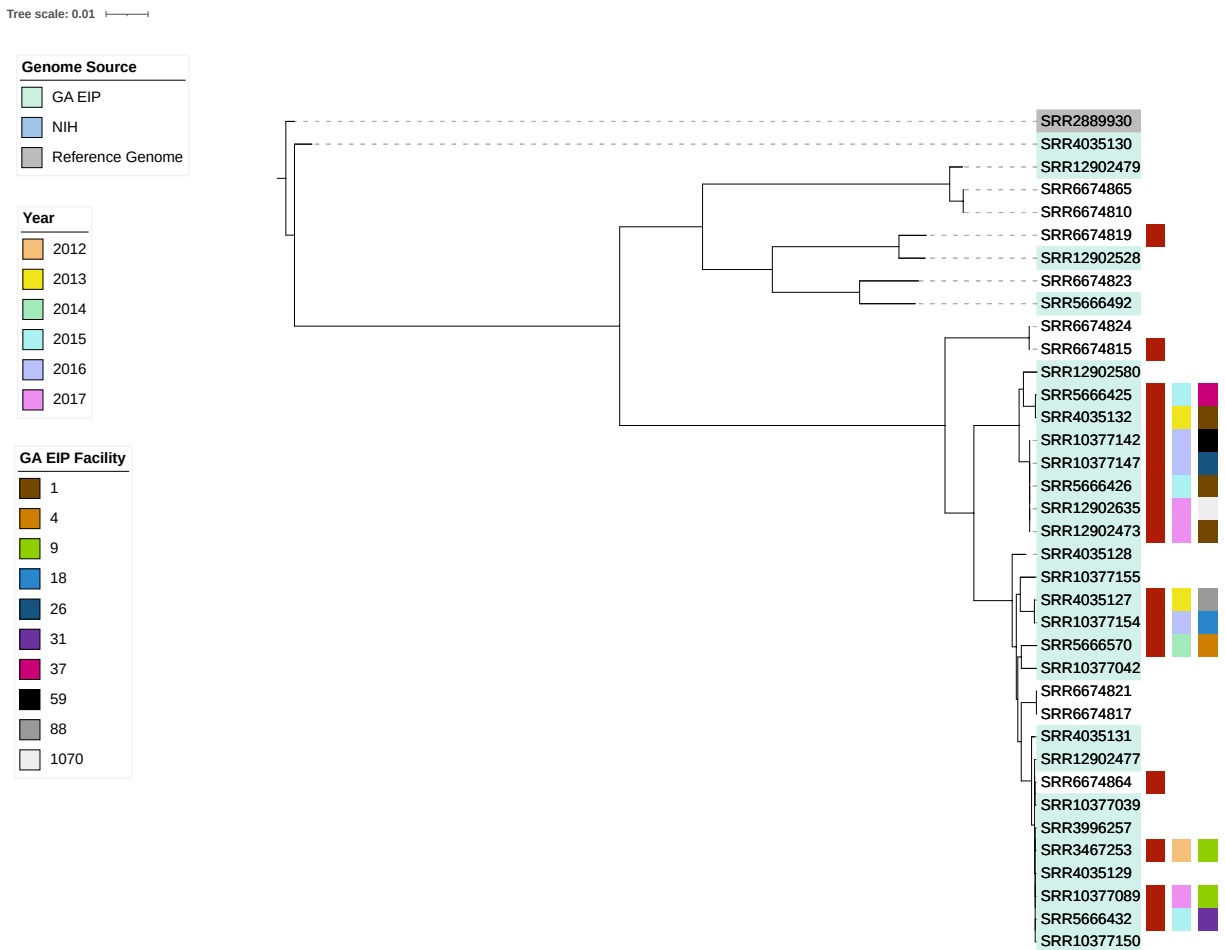 Tree scale: 0.01
Genome Source
GA EIP
NIH
Reference Genome
Year
2012
2013
2014
2015
2016
2017
GA EIP Facility
1
4
9
18
26
31
37
59
88
1070
SRR2889930
SRR4035130
SRR12902479
SRR6674865
SRR6674810
SRR6674819
SRR12902528
SRR6674823
SRR5666492
SRR6674824
SRR6674815
SRR12902580
SRR5666425
SRR4035132
SRR10377142
SRR10377147
SRR5666426
SRR12902635
SRR12902473
SRR4035128
SRR10377155
SRR4035127
SRR10377154
SRR5666570
SRR10377042
SRR6674821
SRR6674817
SRR4035131
SRR12902477
SRR6674864
SRR10377039
SRR3996257
SRR3467253
SRR4035129
SRR10377089
SRR5666432
SRR10377150